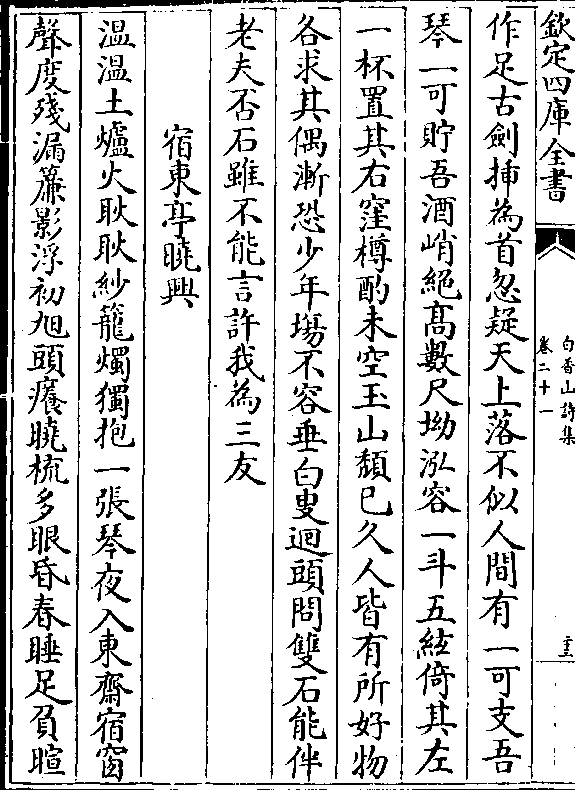 欽定四庫全書
白香山詩集
卷二十一
作足古劍揷為首忽疑天上落不似人間有一可支吾
琴一可貯吾酒峭絶髙數尺坳泓容一斗五絃倚其左
一杯置其右窪樽酌未空玉山頽已久人皆有所好物
各求其偶漸恐少年塲不容垂白叟迴頭問雙石能伴
老夫否石雖不能言許我為三友
宿東亭曉興
温温土爐火耿耿紗籠燭獨抱一張琴夜入東齋宿窗
聲度殘漏簾影浮初旭頭癢曉梳多眼昏春睡足負暄